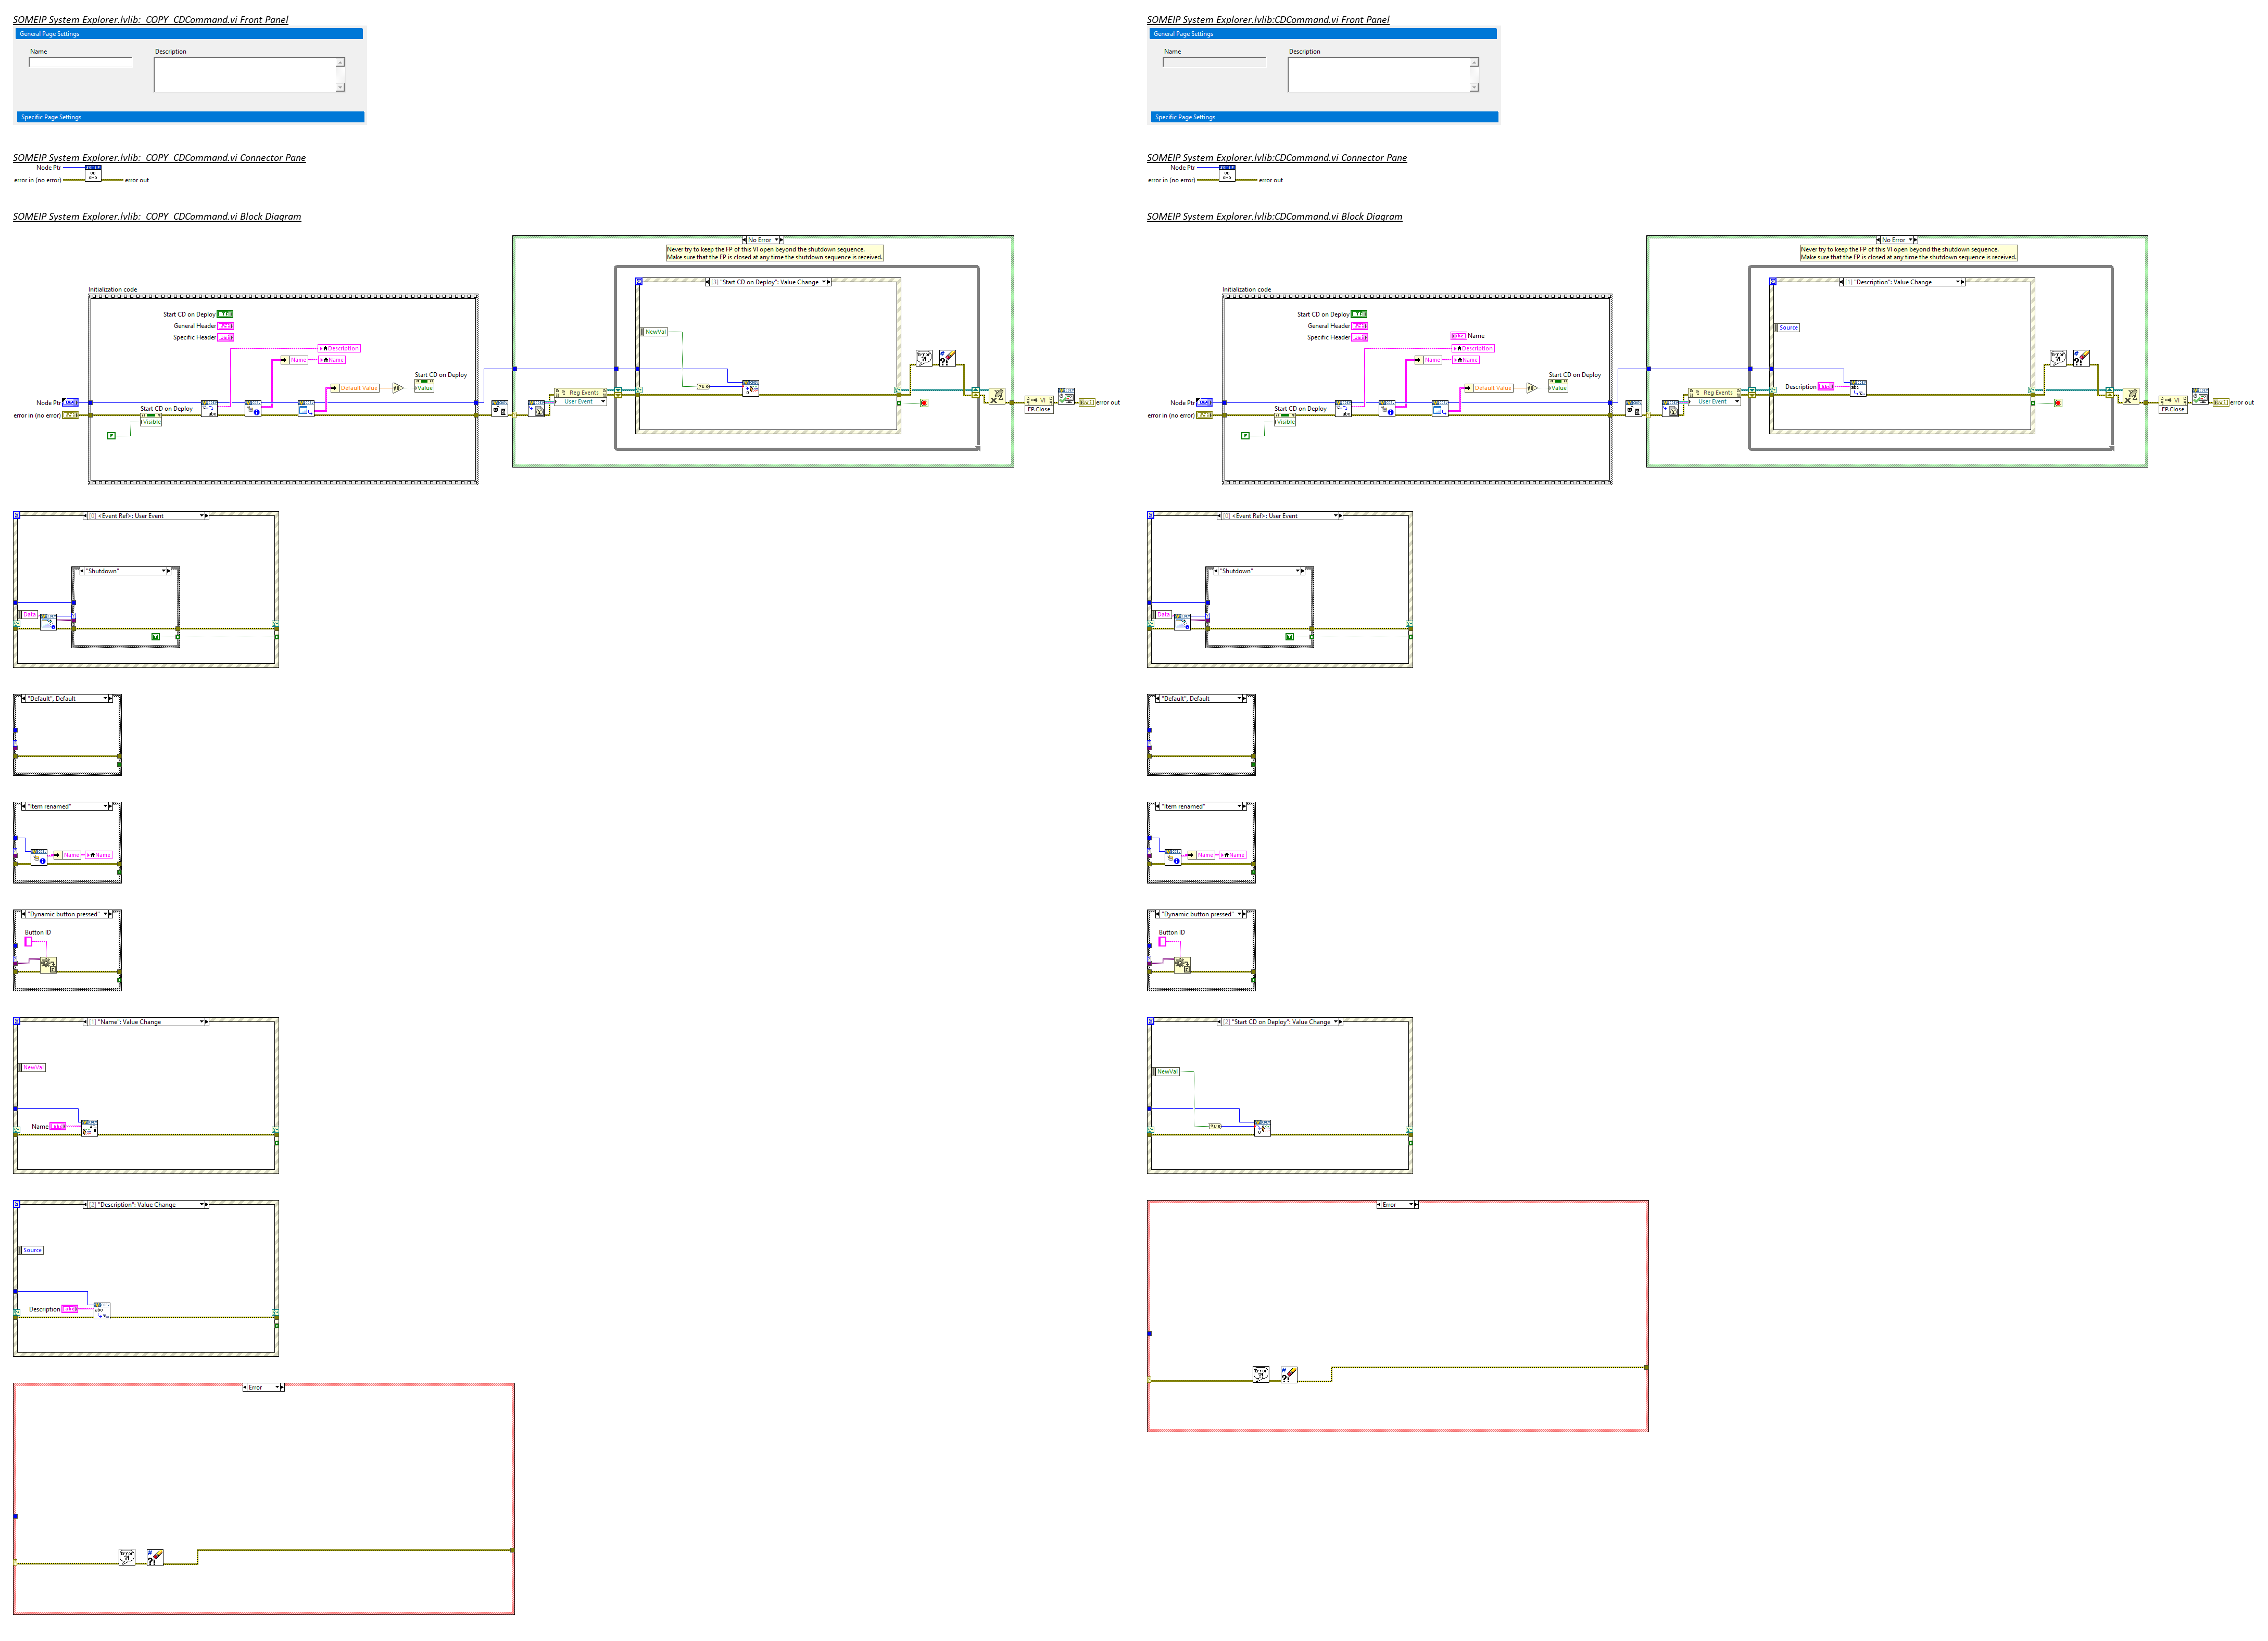 SOMEIP System Explorer.lvlib:_COPY_CDCommand.vi Front Panel
General Page Settings
Name
Description
Specific Page Settings
SOMEIP System Explorer.lvlib:_COPY_CDCommand.vi Connector Pane
Node Ptr
SOMEIP
CD
CMD
error in (no error)
error out
SOMEIP System Explorer.lvlib:_COPY_CDCommand.vi Block Diagram
No Error
Never try to keep the FP of this VI open beyond the shutdown sequence.
Make sure that the FP is closed at any time the shutdown sequence is received.
[3] "Start CD on Deploy": Value Change
Initialization code
Start CD on Deploy
General Header
Specific Header
NewVal
Description
Name
Name
Start CD on Deploy
Default Value
Value
Node Ptr
error in (no error)
Start CD on Deploy
Visible
Reg Events
User Event
VI
FP.Close
error out
[0] <Event Ref>: User Event
"Shutdown"
Data
"Default", Default
"Item renamed"
Name
Name
"Dynamic button pressed"
Button ID
[1] "Name": Value Change
NewVal
Name
[2] "Description": Value Change
Source
Description
Error
SOMEIP System Explorer.lvlib:CDCommand.vi Front Panel
General Page Settings
Name
Description
Specific Page Settings
SOMEIP System Explorer.lvlib:CDCommand.vi Connector Pane
Node Ptr
SOMEIP
CD
CMD
error in (no error)
error out
SOMEIP System Explorer.lvlib:CDCommand.vi Block Diagram
No Error
Never try to keep the FP of this VI open beyond the shutdown sequence.
Make sure that the FP is closed at any time the shutdown sequence is received.
[1] "Description": Value Change
Initialization code
Start CD on Deploy
General Header
Specific Header
Source
Name
Description
Name
Name
Start CD on Deploy
Default Value
Value
Description
Node Ptr
error in (no error)
Start CD on Deploy
Visible
Reg Events
User Event
VI
FP.Close
error out
[0] <Event Ref>: User Event
"Shutdown"
Data
"Default", Default
"Item renamed"
Name
Name
"Dynamic button pressed"
Button ID
[2] "Start CD on Deploy": Value Change
NewVal
Error